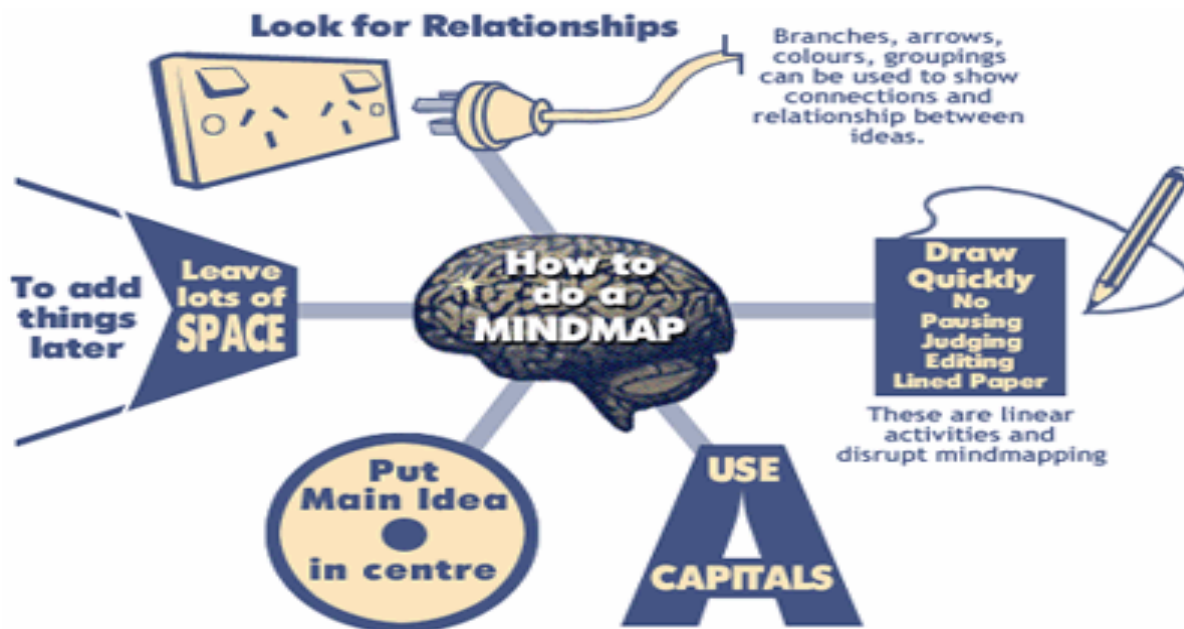 Look for Relationships
Branches, arrows,
colours, groupings
can be used to show
connections and
relationship between
ideas.
How to
do a
MINDMAP
Draw
Quickly
No
Pausing
Judging
Editing
Lined Paper
These are linear
activities and
disrupt mindmapping
To add
things
later
Leave
lots of
SPACE
Put
Main Idea
in centre
USE
CAPITALS